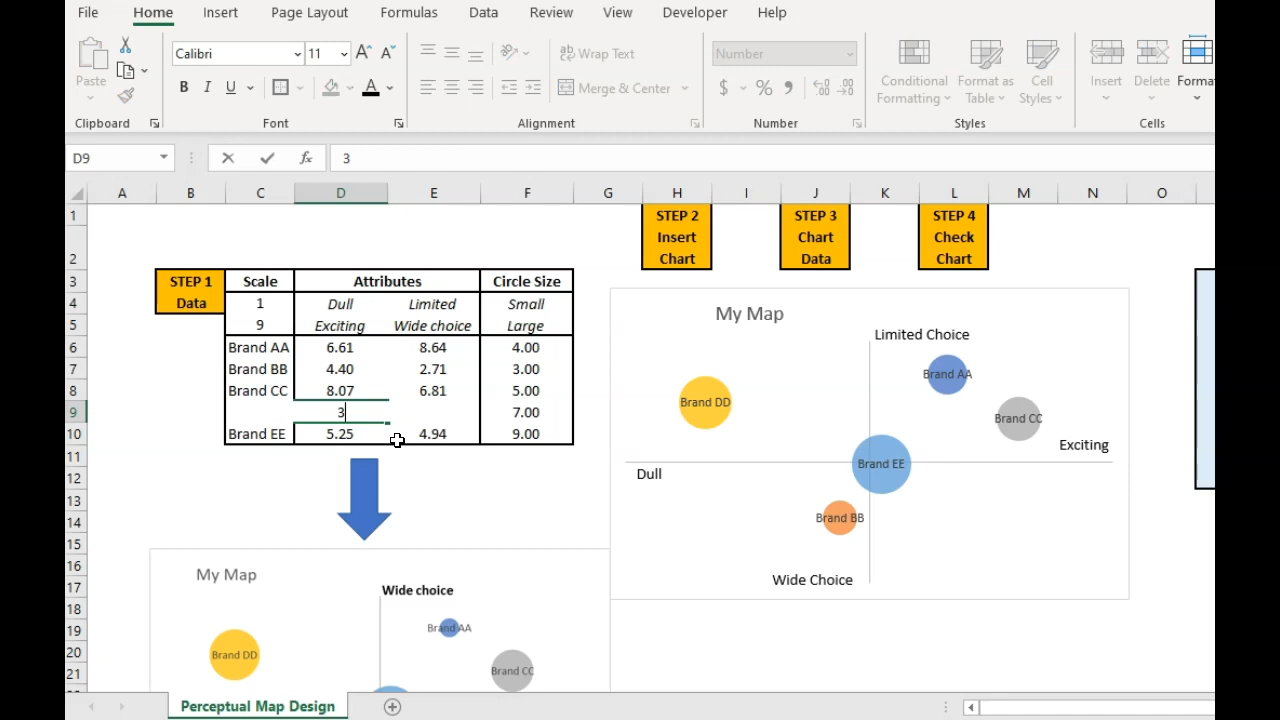 File Home Insert Page Layout Formulas Data Review View Developer Help
Calibri 11 A A Wrap Text Number Conditional Format as Cell Insert Delete Format
Paste B I U A Merge & Center $ % Formatting Table Styles
Clipboard Font Alignment Number Styles Cells
D9 fx 3
A B C D E F G H I J K L M N O
1 STEP 2 STEP 3 STEP 4
Insert Chart Check
2 Chart Data Chart
3 STEP 1 Scale Attributes Circle Size
4 Data 1 Dull Limited Small
5 9 Exciting Wide choice Large
6 Brand AA 6.61 8.64 4.00
7 Brand BB 4.40 2.71 3.00
8 Brand CC 8.07 6.81 5.00
9 3 7.00
10 Brand EE 5.25 4.94 9.00
11
12
13
14
15
16
17
18
19
20
21
My Map
Limited Choice
Brand AA
Brand DD
Brand CC
Exciting
Brand EE
Dull
Brand BB
Wide Choice
My Map
Wide choice
Brand AA
Brand DD
Brand CC
Perceptual Map Design